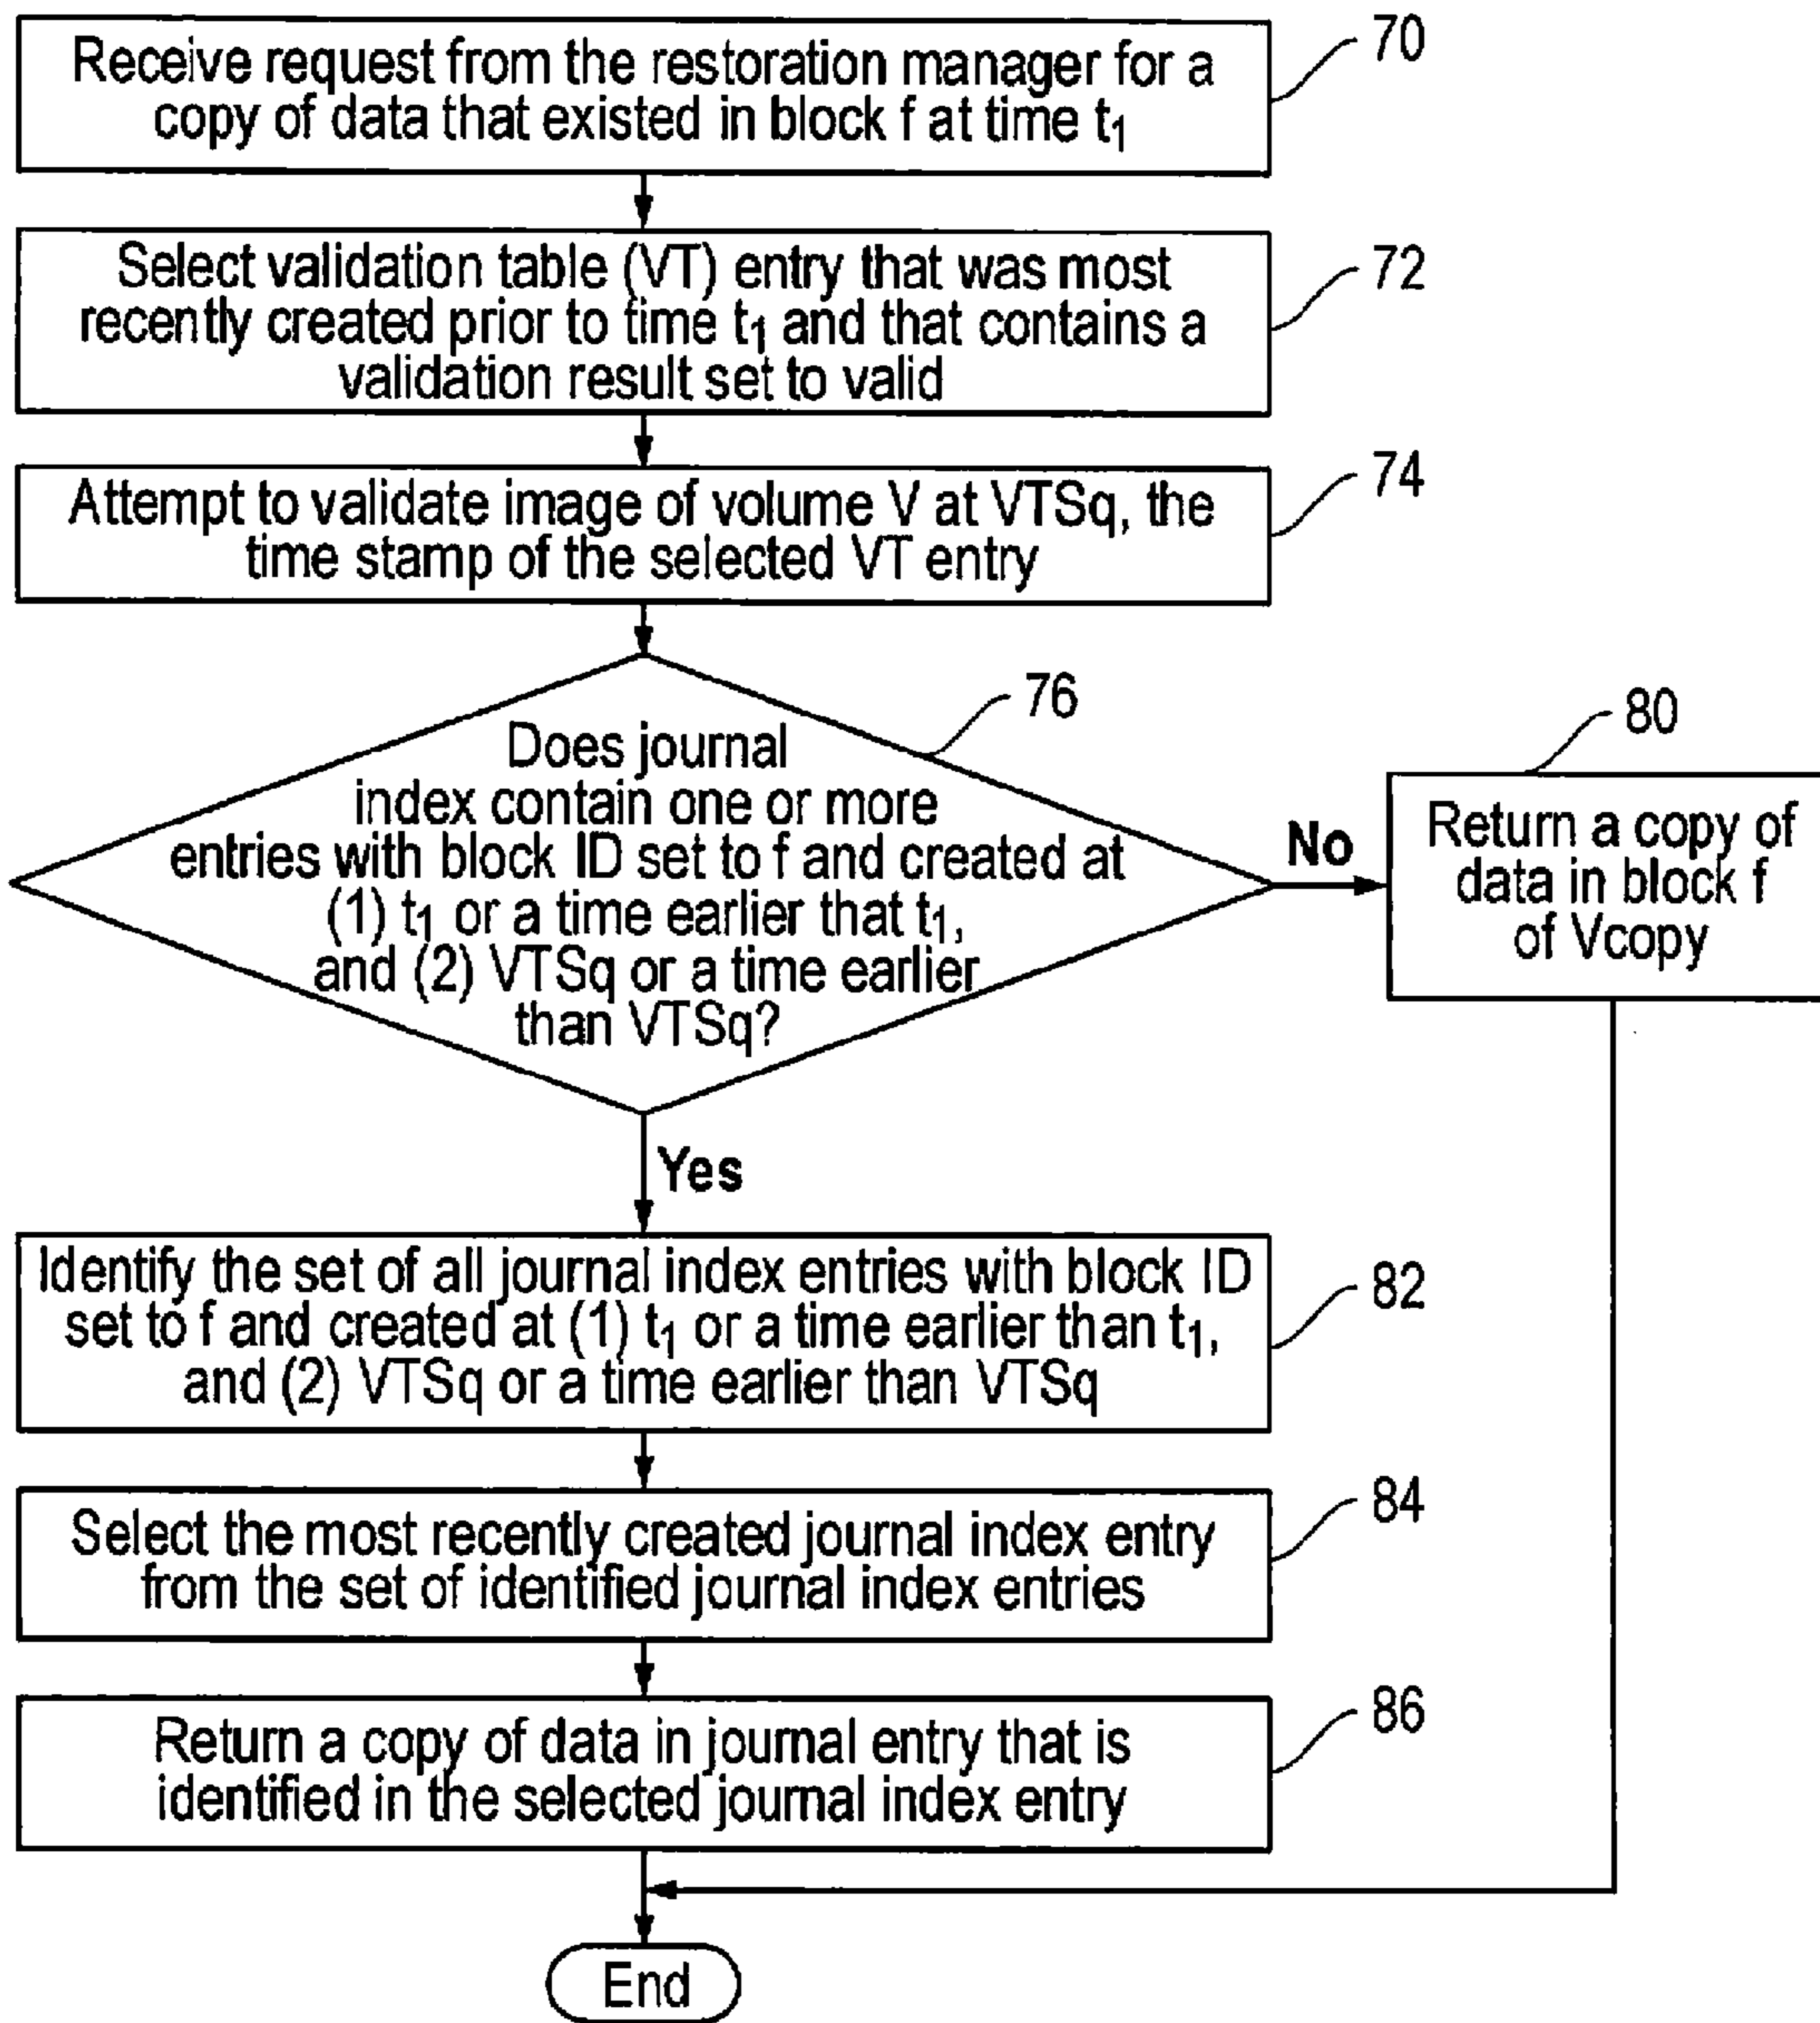 Receive request from the restoration manager for a
copy of data that existed in block f at time t₁
70
Select validation table (VT) entry that was most
recently created prior to time t₁ and that contains a
validation result set to valid
72
Attempt to validate image of volume V at VTSq, the
time stamp of the selected VT entry
74
Does journal
index contain one or more
entries with block ID set to f and created at
(1) t₁ or a time earlier that t₁,
and (2) VTSq or a time earlier
than VTSq?
76
No
80
Return a copy of
data in block f
of Vcopy
Yes
Identify the set of all journal index entries with block ID
set to f and created at (1) t₁ or a time earlier than t₁,
and (2) VTSq or a time earlier than VTSq
82
Select the most recently created journal index entry
from the set of identified journal index entries
84
Return a copy of data in journal entry that is
identified in the selected journal index entry
86
End